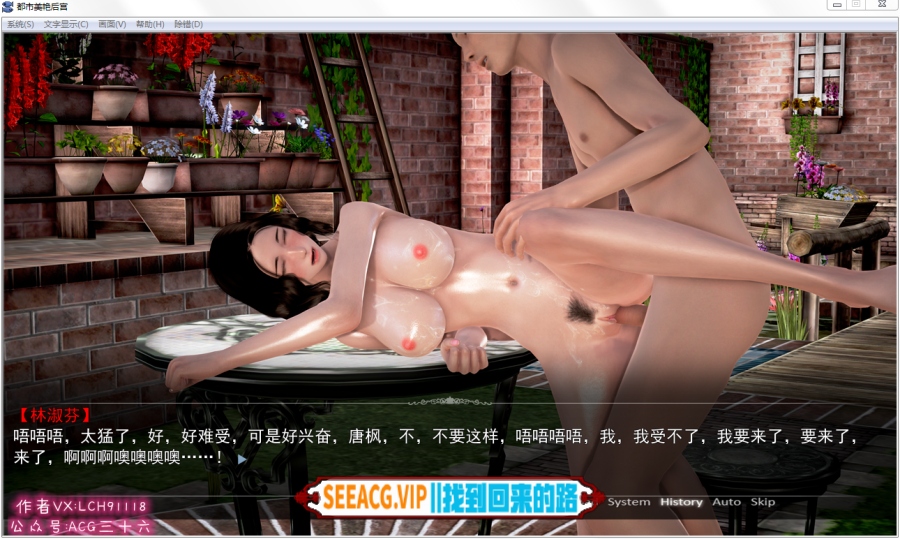 都市美艳后宫
系统(S) 文字显示(C) 画面(V) 帮助(H) 除错(D)
【林淑芬】
唔唔唔，太猛了，好，好难受，可是好兴奋，唐枫，不，不要这样，唔唔唔唔，我，我受不了，我要来了，要来了，
来了，啊啊啊噢噢噢噢……！
作者VX:LCH91118
公众号:ACG三十六
SEEACG.VIP||找到回来的路
System History Auto Skip